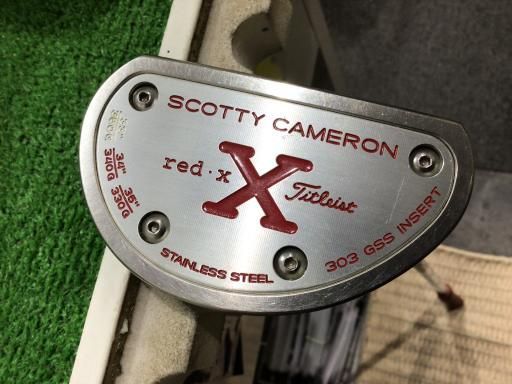 SCOTTY CAMERON
red.x
X
Titleist
34"
340G
35"
330G
STAINLESS STEEL
303 GSS INSERT